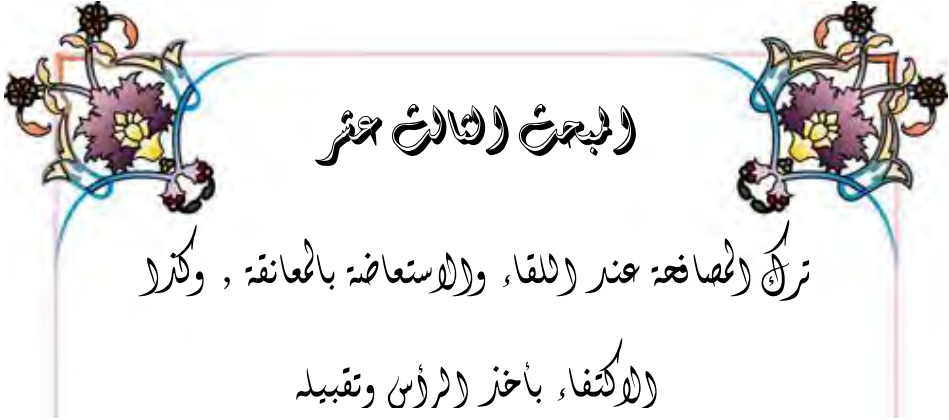 المبحث الثالث عشر
ترك المصافحة عند اللقاء والاستعاضة بالمعانقة , وكذا
الاكتفاء بأخذ الرأس وتقبيله